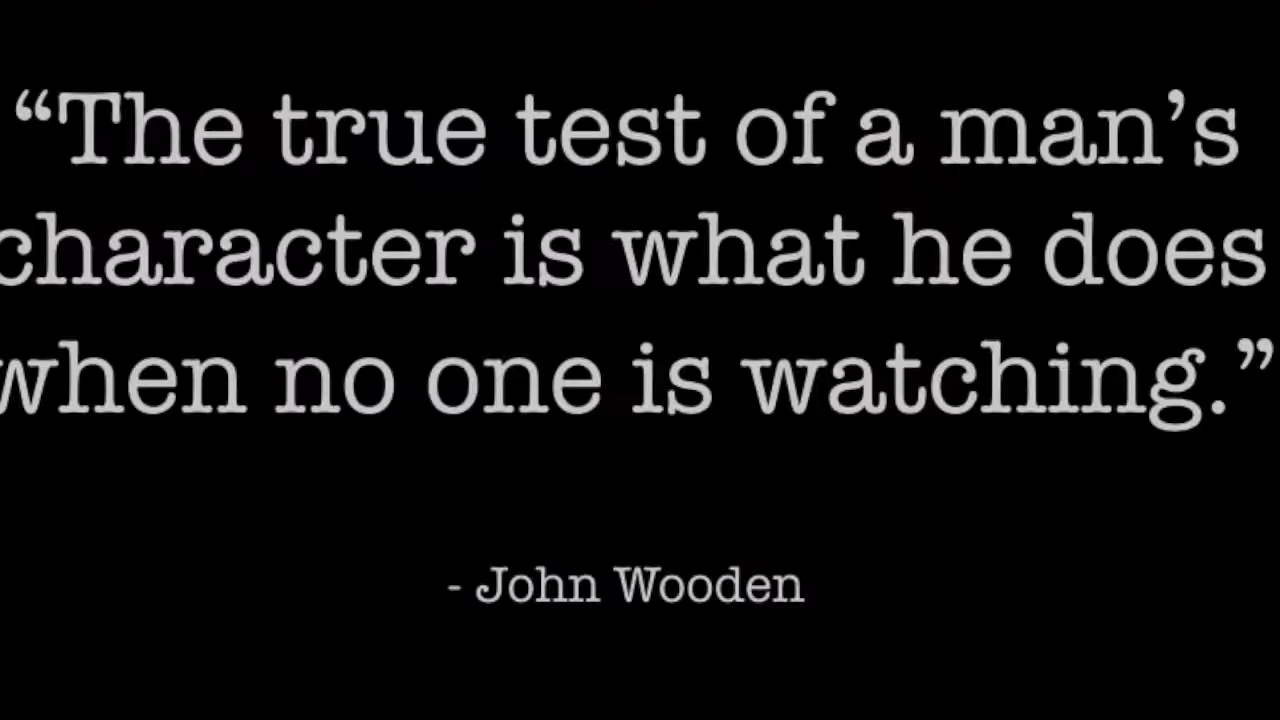 “The true test of a man’s
character is what he does
when no one is watching.”
- John Wooden